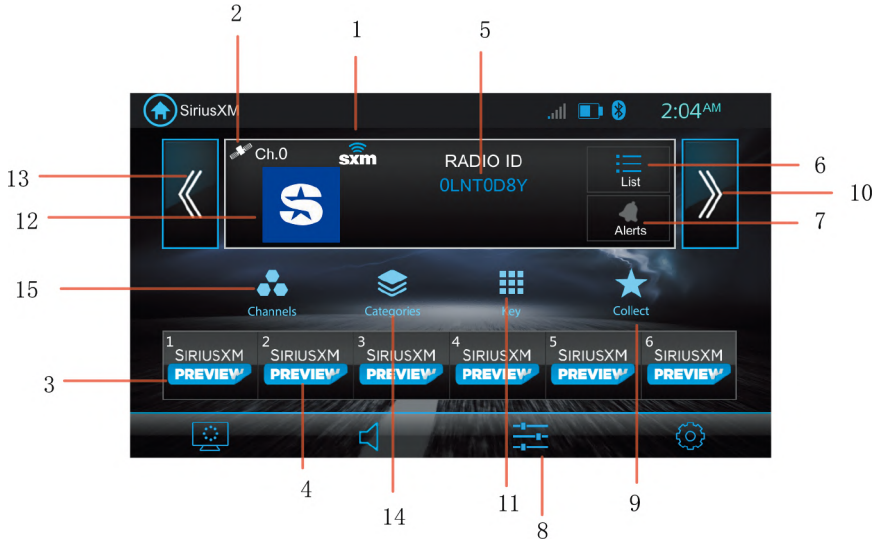 2
1
5
SiriusXM
2:04 AM
Ch.0
sxm
RADIO ID
0LNT0D8Y
List
Alerts
13
12
6
10
7
S
15
Channels
Categories
Key
Collect
1 SIRIUSXM PREVIEW
2 SIRIUSXM PREVIEW
3 SIRIUSXM PREVIEW
4 SIRIUSXM PREVIEW
5 SIRIUSXM PREVIEW
6 SIRIUSXM PREVIEW
3
4
14
11
8
9